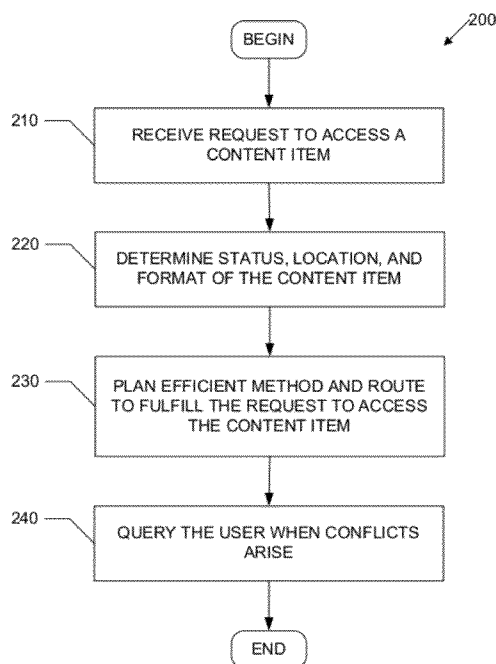 200
BEGIN
210
RECEIVE REQUEST TO ACCESS A
CONTENT ITEM
220
DETERMINE STATUS, LOCATION, AND
FORMAT OF THE CONTENT ITEM
230
PLAN EFFICIENT METHOD AND ROUTE
TO FULFILL THE REQUEST TO ACCESS
THE CONTENT ITEM
240
QUERY THE USER WHEN CONFLICTS
ARISE
END